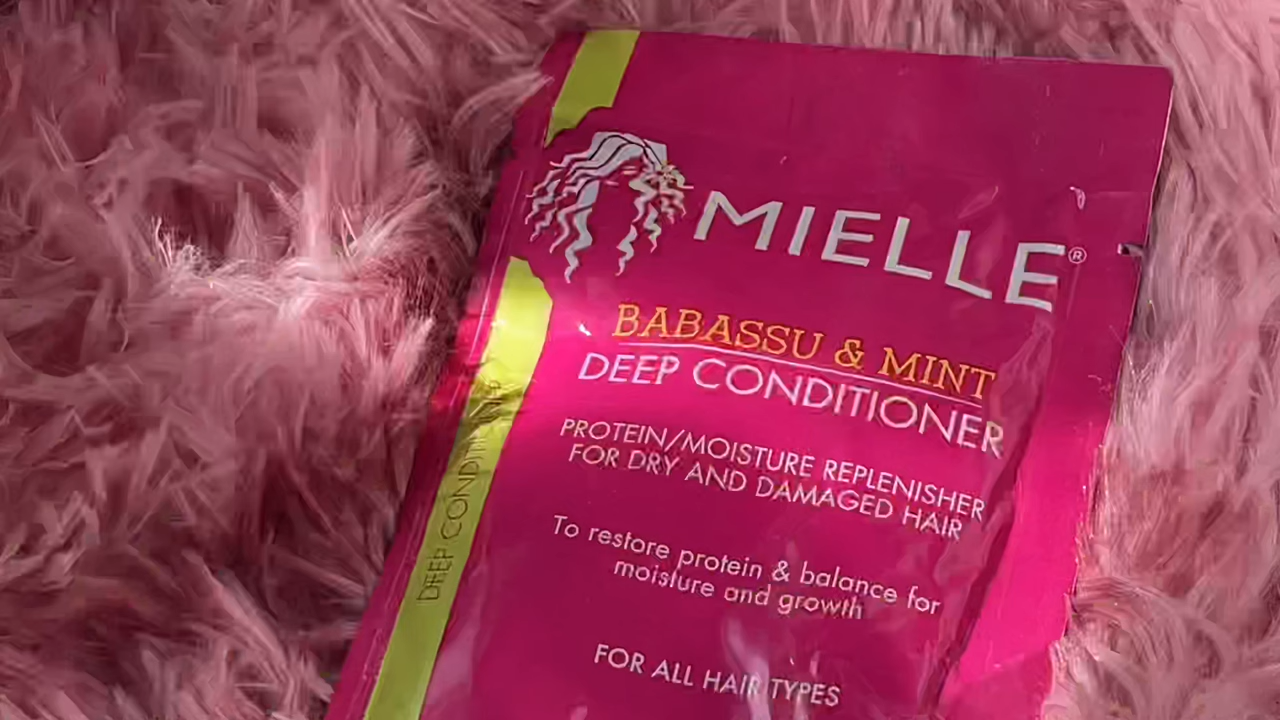 MIELLE®
BABASSU & MINT
DEEP CONDITIONER
PROTEIN/MOISTURE REPLENISHER
FOR DRY AND DAMAGED HAIR
To restore protein & balance for
moisture and growth
FOR ALL HAIR TYPES
DEEP CONDITIONING